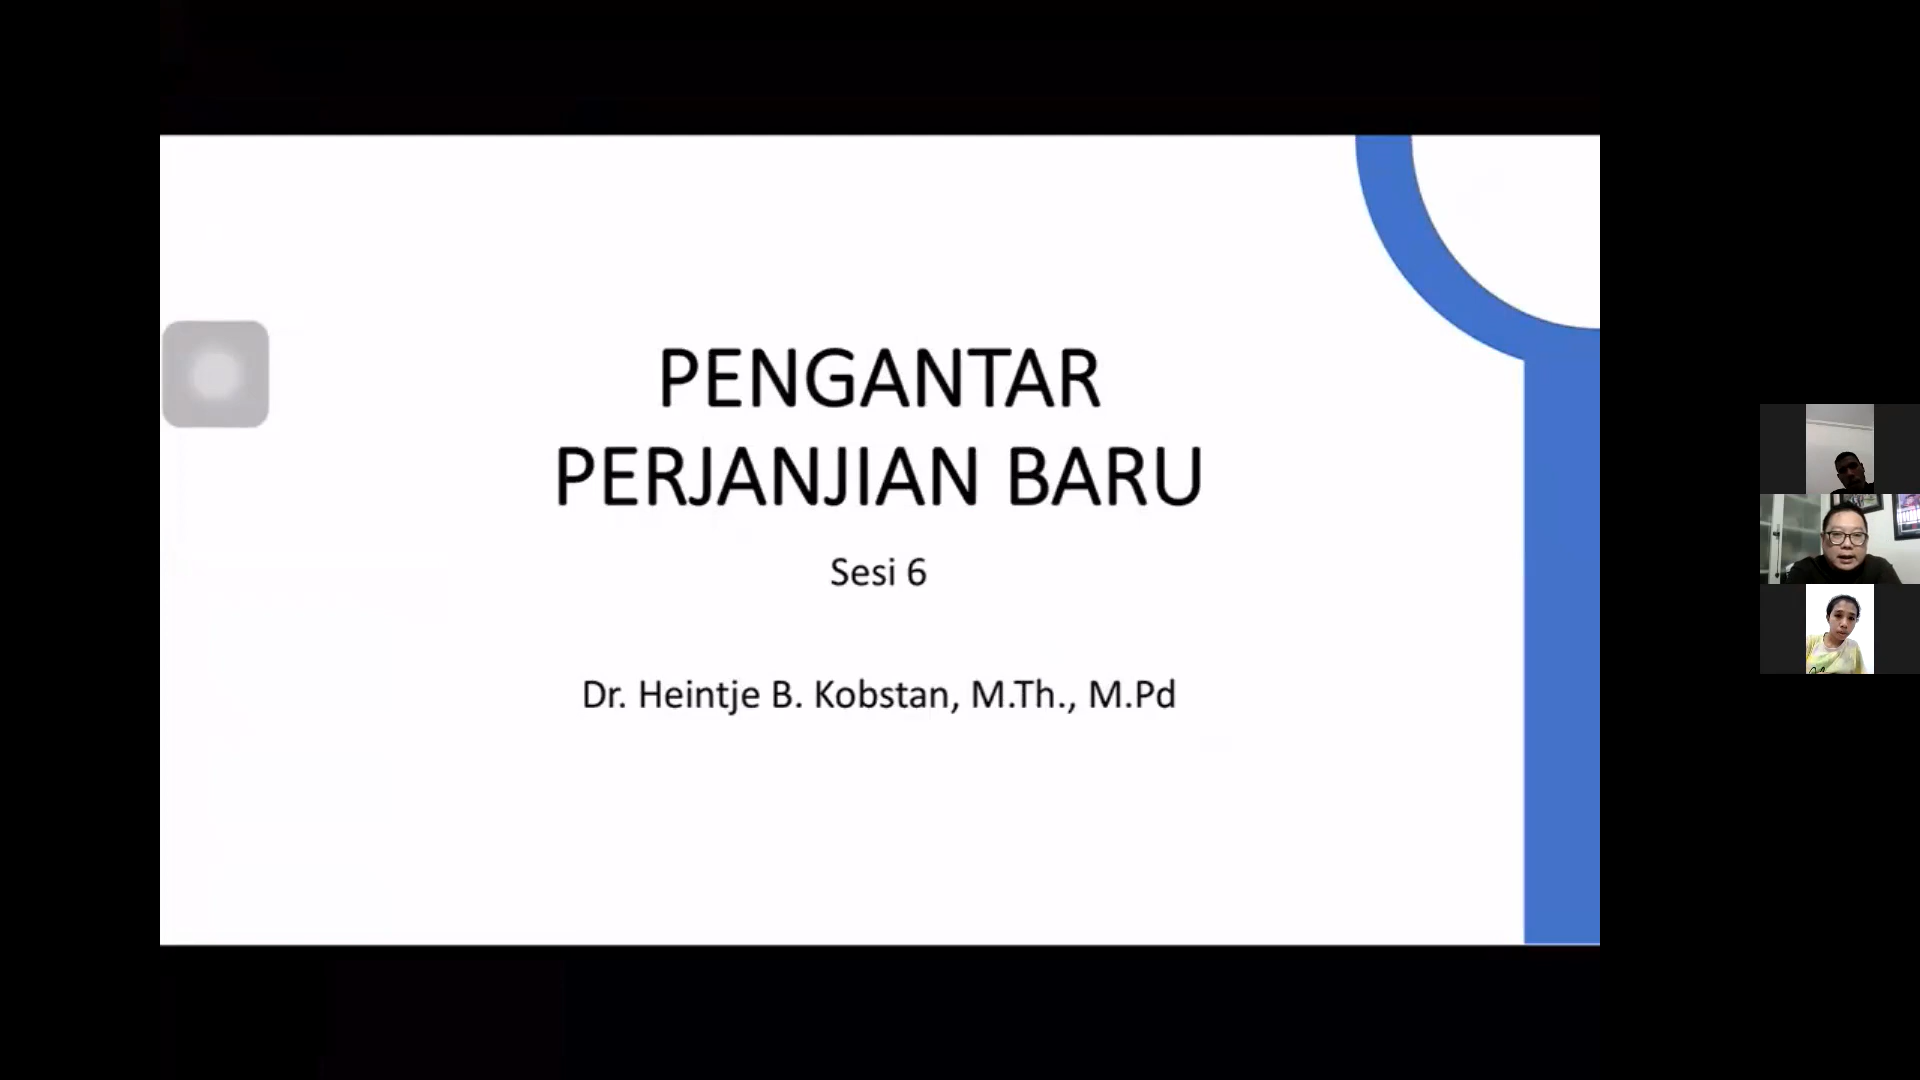 PENGANTAR
PERJANJIAN BARU
Sesi 6
Dr. Heintje B. Kobstan, M.Th., M.Pd